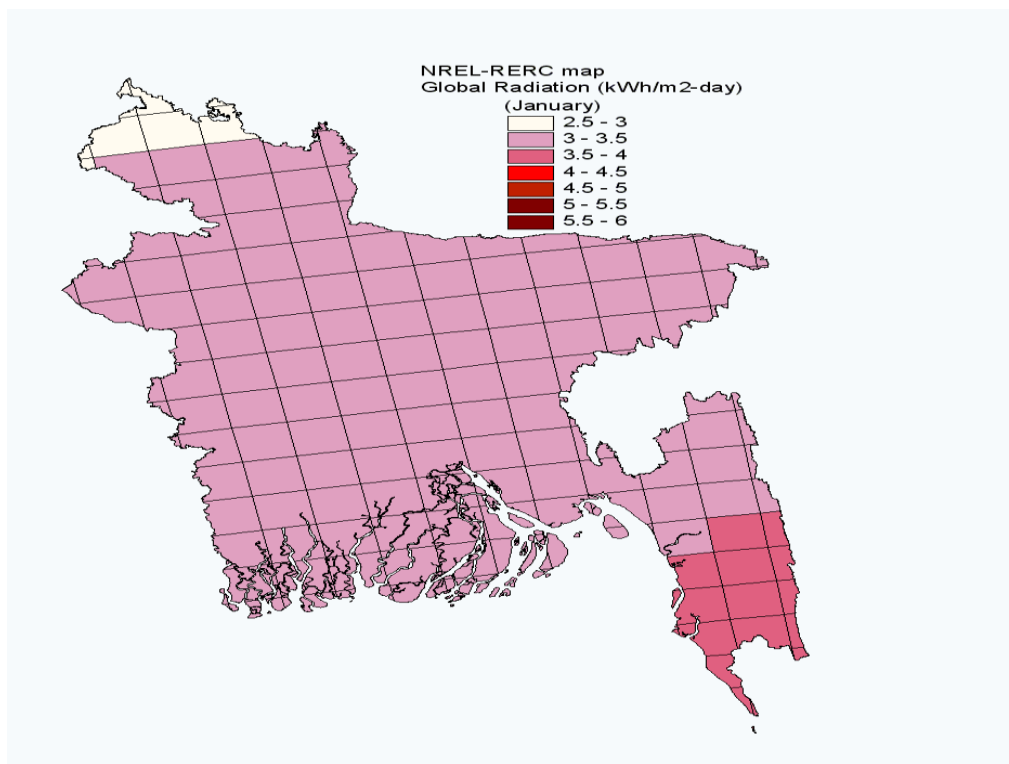 NREL-RERC map
Global Radiation (kWh/m2-day)
(January)
2.5 - 3
3 - 3.5
3.5 - 4
4 - 4.5
4.5 - 5
5 - 5.5
5.5 - 6